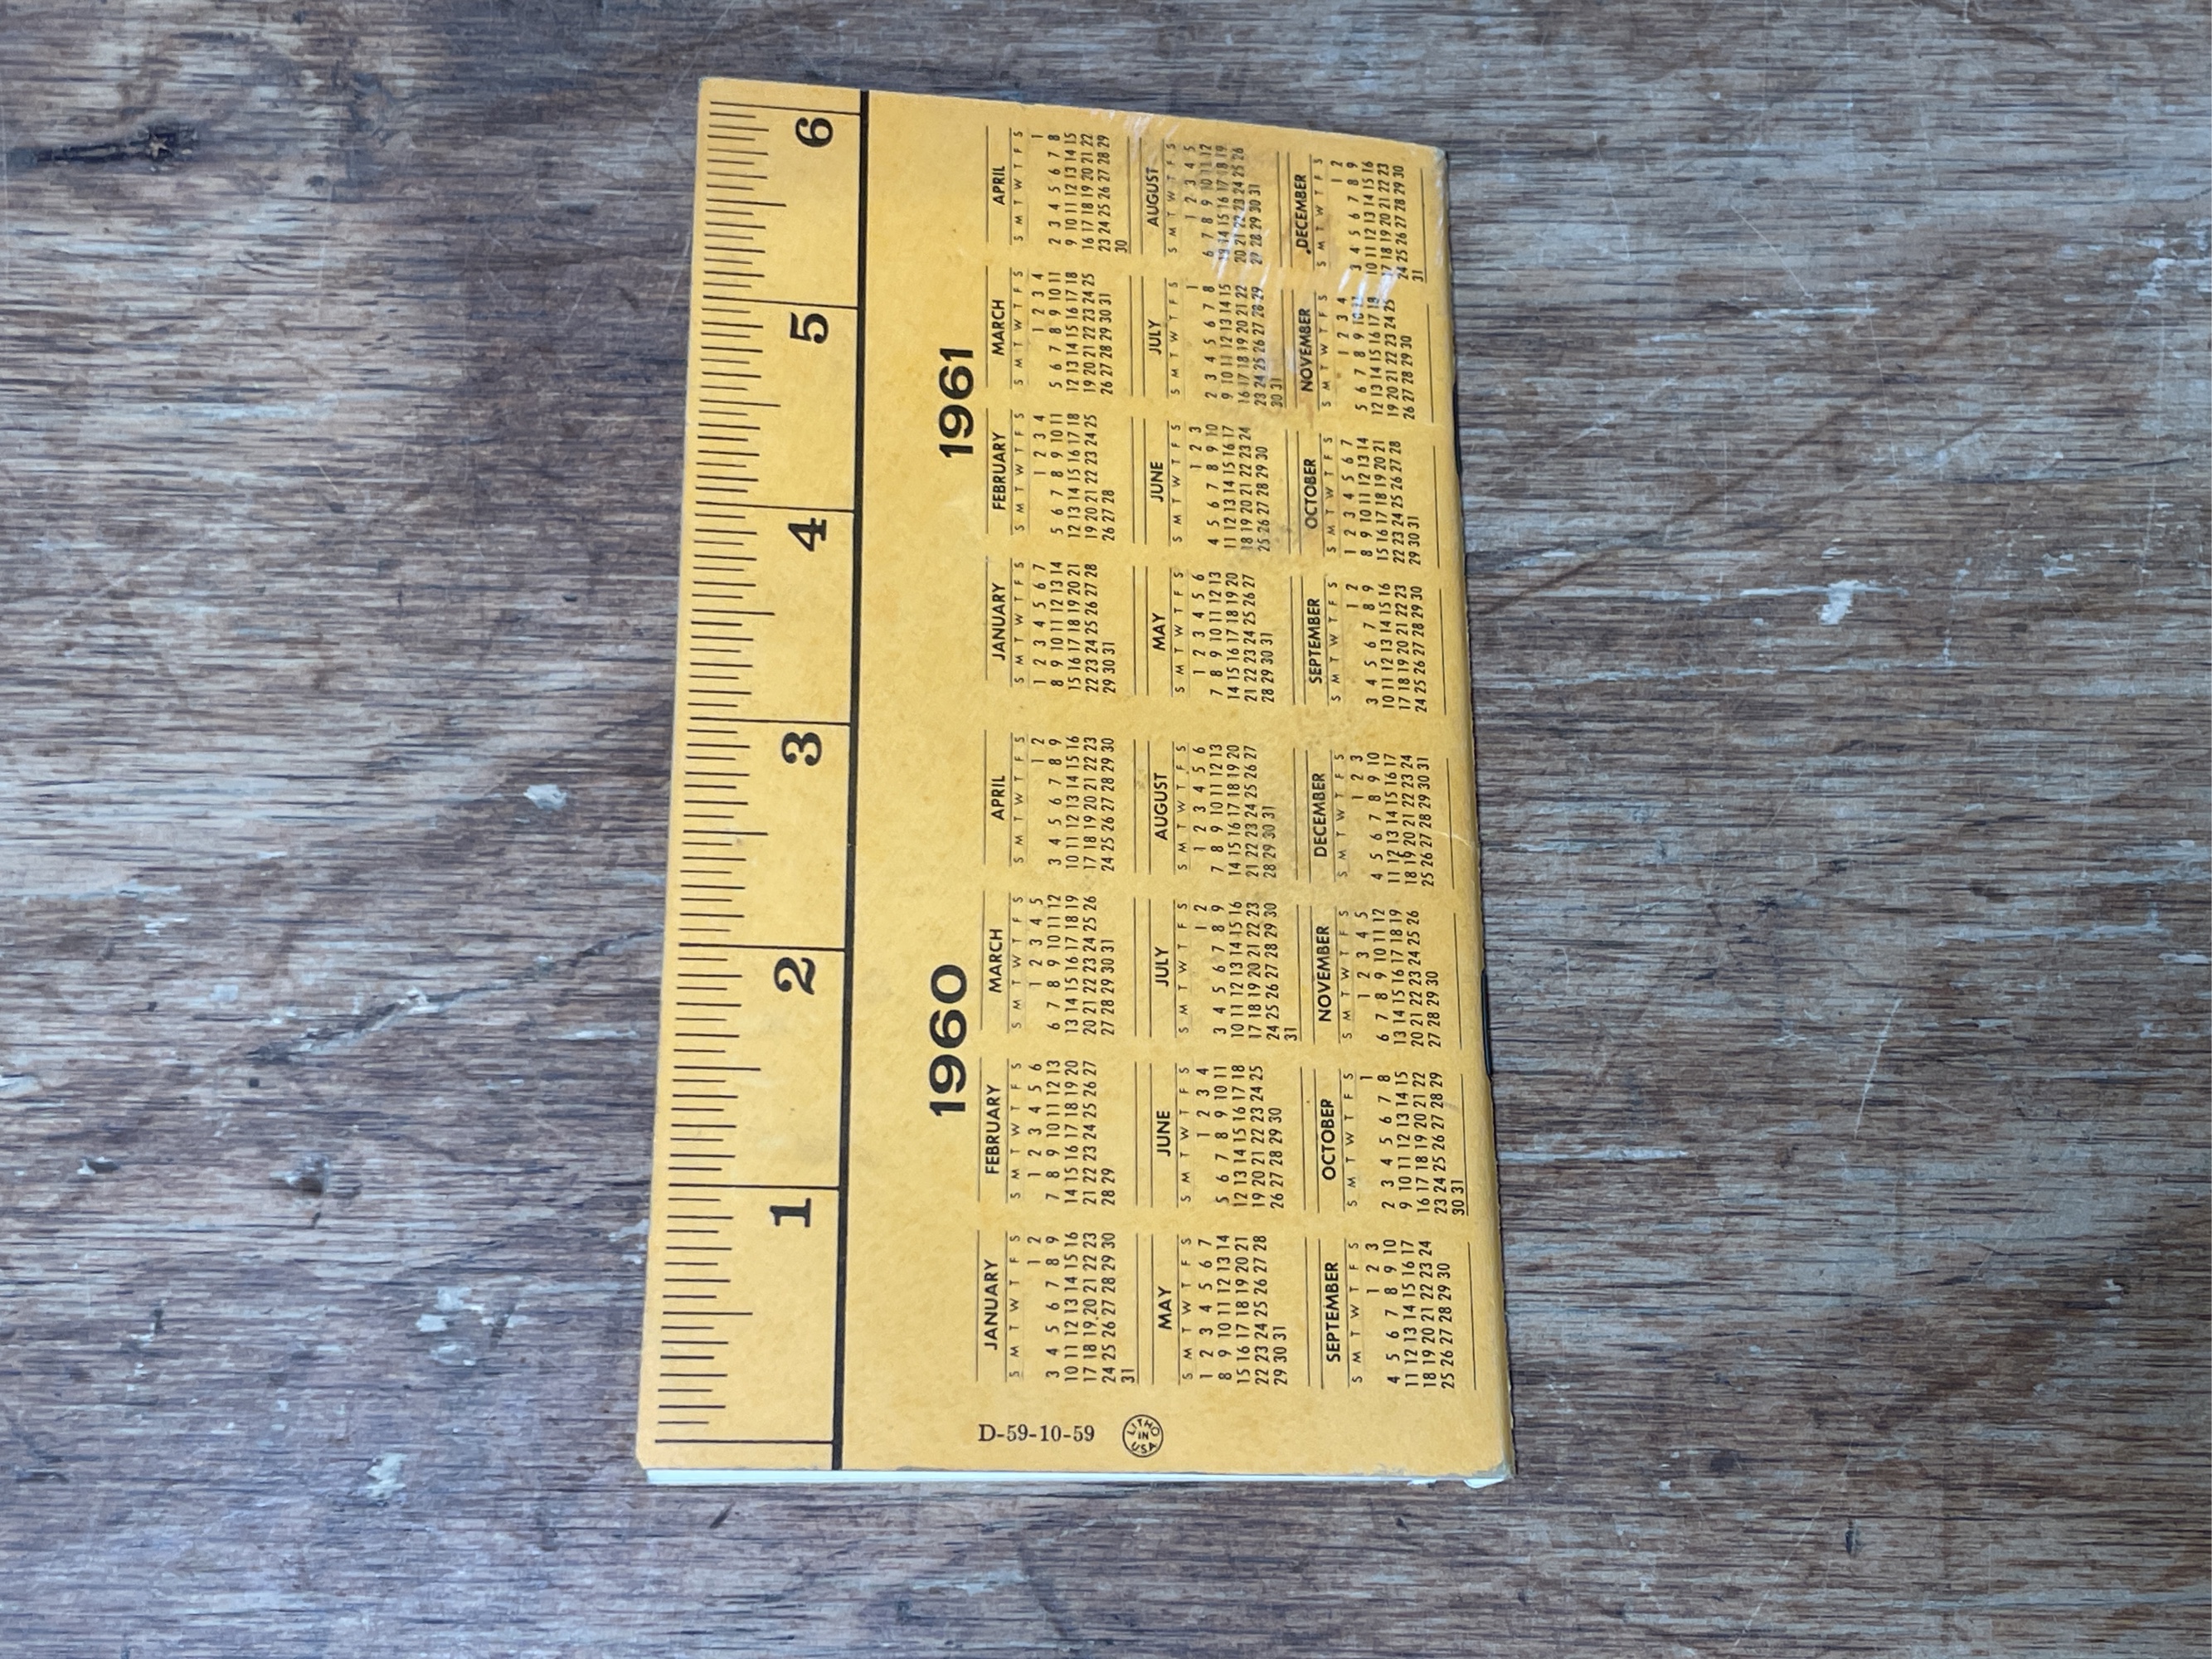 1 2 3 4 5 6
1960
JANUARY
S M T W T F S
1 2
3 4 5 6 7 8 9
10 11 12 13 14 15 16
17 18 19 20 21 22 23
24 25 26 27 28 29 30
31
FEBRUARY
S M T W T F S
1 2 3 4 5 6
7 8 9 10 11 12 13
14 15 16 17 18 19 20
21 22 23 24 25 26 27
28 29
MARCH
S M T W T F S
1 2 3 4 5
6 7 8 9 10 11 12
13 14 15 16 17 18 19
20 21 22 23 24 25 26
27 28 29 30 31
APRIL
S M T W T F S
1 2
3 4 5 6 7 8 9
10 11 12 13 14 15 16
17 18 19 20 21 22 23
24 25 26 27 28 29 30
MAY
S M T W T F S
1 2 3 4 5 6 7
8 9 10 11 12 13 14
15 16 17 18 19 20 21
22 23 24 25 26 27 28
29 30 31
JUNE
S M T W T F S
1 2 3 4
5 6 7 8 9 10 11
12 13 14 15 16 17 18
19 20 21 22 23 24 25
26 27 28 29 30
JULY
S M T W T F S
1 2
3 4 5 6 7 8 9
10 11 12 13 14 15 16
17 18 19 20 21 22 23
24 25 26 27 28 29 30
31
AUGUST
S M T W T F S
1 2 3 4 5 6
7 8 9 10 11 12 13
14 15 16 17 18 19 20
21 22 23 24 25 26 27
28 29 30 31
SEPTEMBER
S M T W T F S
1 2 3
4 5 6 7 8 9 10
11 12 13 14 15 16 17
18 19 20 21 22 23 24
25 26 27 28 29 30
OCTOBER
S M T W T F S
1
2 3 4 5 6 7 8
9 10 11 12 13 14 15
16 17 18 19 20 21 22
23 24 25 26 27 28 29
30 31
NOVEMBER
S M T W T F S
1 2 3 4 5
6 7 8 9 10 11 12
13 14 15 16 17 18 19
20 21 22 23 24 25 26
27 28 29 30
DECEMBER
S M T W T F S
1 2 3
4 5 6 7 8 9 10
11 12 13 14 15 16 17
18 19 20 21 22 23 24
25 26 27 28 29 30 31
1961
JANUARY
S M T W T F S
1 2 3 4 5 6 7
8 9 10 11 12 13 14
15 16 17 18 19 20 21
22 23 24 25 26 27 28
29 30 31
FEBRUARY
S M T W T F S
1 2 3 4
5 6 7 8 9 10 11
12 13 14 15 16 17 18
19 20 21 22 23 24 25
26 27 28
MARCH
S M T W T F S
1 2 3 4
5 6 7 8 9 10 11
12 13 14 15 16 17 18
19 20 21 22 23 24 25
26 27 28 29 30 31
APRIL
S M T W T F S
1
2 3 4 5 6 7 8
9 10 11 12 13 14 15
16 17 18 19 20 21 22
23 24 25 26 27 28 29
30
MAY
S M T W T F S
1 2 3 4 5 6
7 8 9 10 11 12 13
14 15 16 17 18 19 20
21 22 23 24 25 26 27
28 29 30 31
JUNE
S M T W T F S
1 2 3
4 5 6 7 8 9 10
11 12 13 14 15 16 17
18 19 20 21 22 23 24
25 26 27 28 29 30
JULY
S M T W T F S
1
2 3 4 5 6 7 8
9 10 11 12 13 14 15
16 17 18 19 20 21 22
23 24 25 26 27 28 29
30 31
AUGUST
S M T W T F S
1 2 3 4 5
6 7 8 9 10 11 12
13 14 15 16 17 18 19
20 21 22 23 24 25 26
27 28 29 30 31
SEPTEMBER
S M T W T F S
1 2
3 4 5 6 7 8 9
10 11 12 13 14 15 16
17 18 19 20 21 22 23
24 25 26 27 28 29 30
OCTOBER
S M T W T F S
1 2 3 4 5 6 7
8 9 10 11 12 13 14
15 16 17 18 19 20 21
22 23 24 25 26 27 28
29 30 31
NOVEMBER
S M T W T F S
1 2 3 4
5 6 7 8 9 10 11
12 13 14 15 16 17 18
19 20 21 22 23 24 25
26 27 28 29 30
DECEMBER
S M T W T F S
1 2
3 4 5 6 7 8 9
10 11 12 13 14 15 16
17 18 19 20 21 22 23
24 25 26 27 28 29 30
31
D-59-10-59
LITHO IN USA